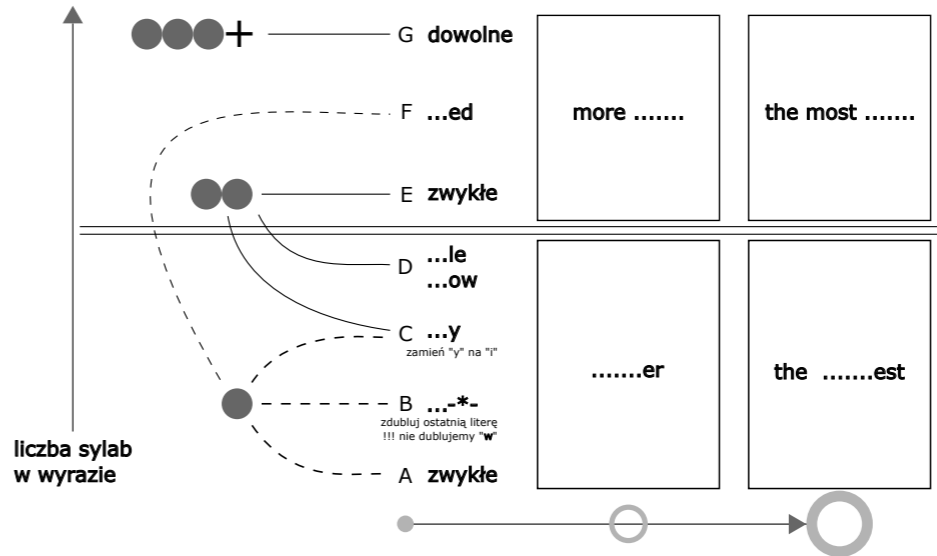 + G dowolne
F ...ed
more .......
the most .......
E zwykłe
D ...le
...ow
C ...y
zamień "y" na "i"
.......er
the .......est
B ...-*-
zdubluj ostatnią literę
!!! nie dublujemy "w"
A zwykłe
liczba sylab
w wyrazie